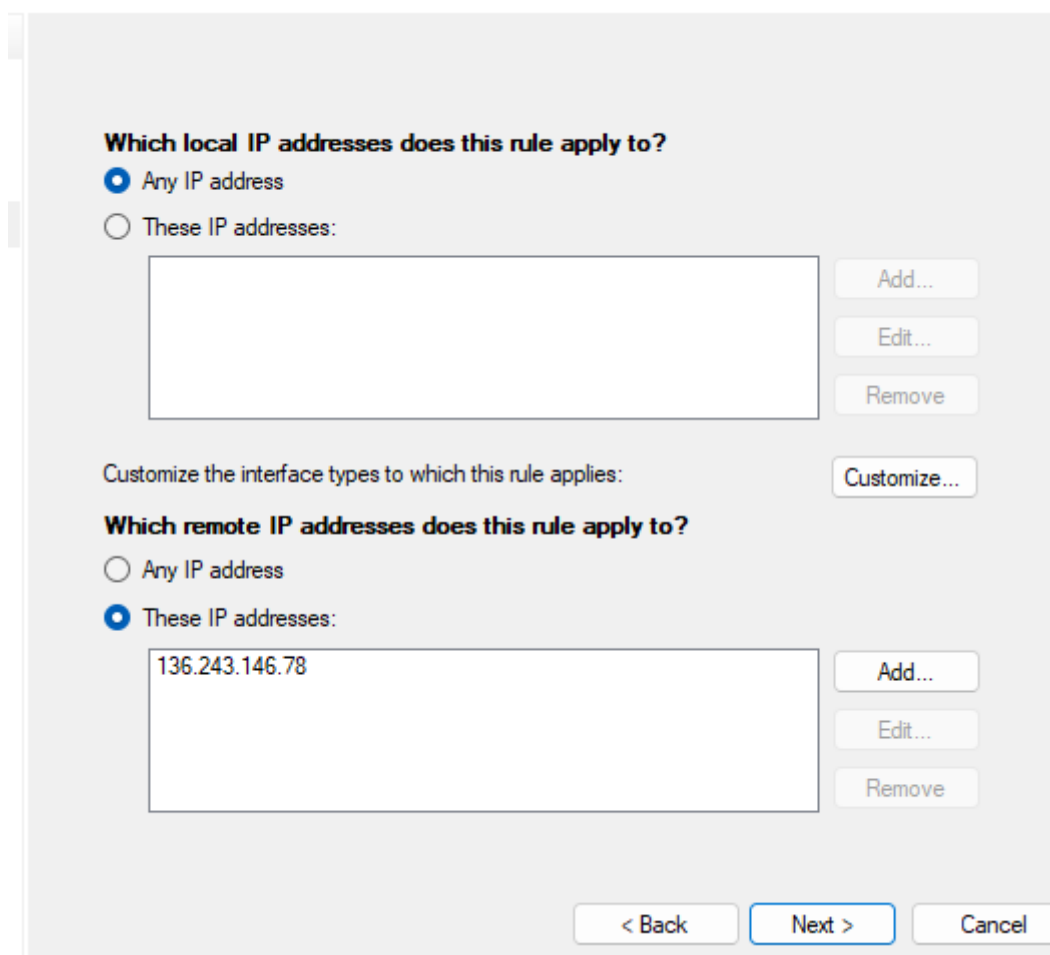 Which local IP addresses does this rule apply to?
Any IP address
These IP addresses:
Add...
Edit...
Remove
Customize the interface types to which this rule applies:
Customize...
Which remote IP addresses does this rule apply to?
Any IP address
These IP addresses:
136.243.146.78
Add...
Edit...
Remove
< Back
Next >
Cancel